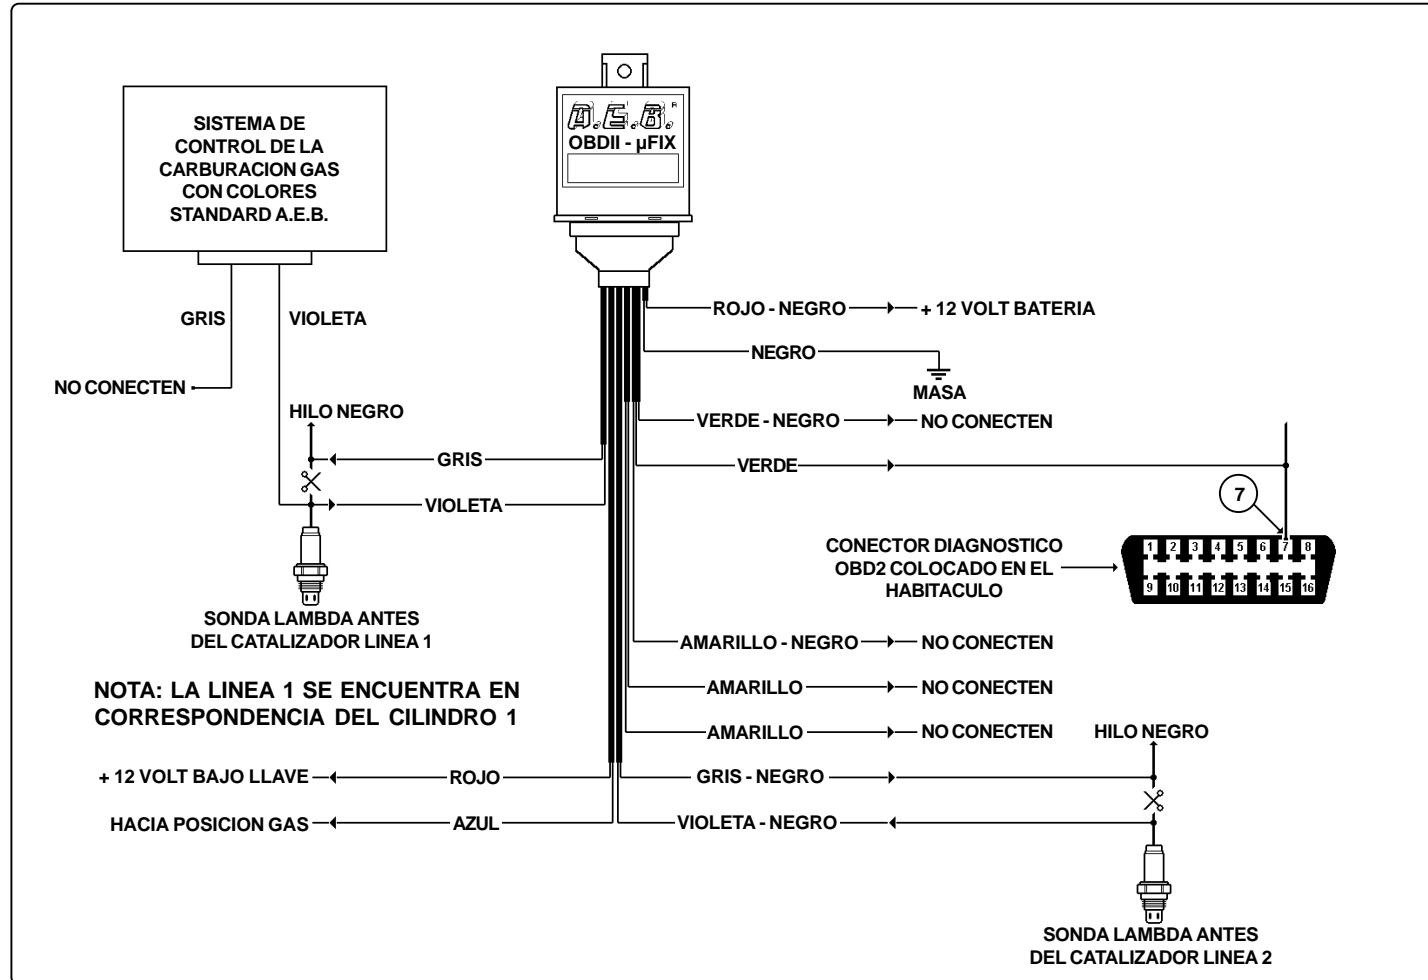 SISTEMA DE
CONTROL DE LA
CARBURACION GAS
CON COLORES
STANDARD A.E.B.
A.E.B.®
OBDII - µFIX
GRIS
VIOLETA
NO CONECTEN
HILO NEGRO
GRIS
VIOLETA
SONDA LAMBDA ANTES
DEL CATALIZADOR LINEA 1
NOTA: LA LINEA 1 SE ENCUENTRA EN
CORRESPONDENCIA DEL CILINDRO 1
+ 12 VOLT BAJO LLAVE
ROJO
HACIA POSICION GAS
AZUL
ROJO - NEGRO
+ 12 VOLT BATERIA
NEGRO
MASA
VERDE - NEGRO
NO CONECTEN
VERDE
7
CONECTOR DIAGNOSTICO
OBD2 COLOCADO EN EL
HABITACULO
1 2 3 4 5 6 7 8
9 10 11 12 13 14 15 16
AMARILLO - NEGRO
NO CONECTEN
AMARILLO
NO CONECTEN
AMARILLO
NO CONECTEN
HILO NEGRO
GRIS - NEGRO
VIOLETA - NEGRO
SONDA LAMBDA ANTES
DEL CATALIZADOR LINEA 2